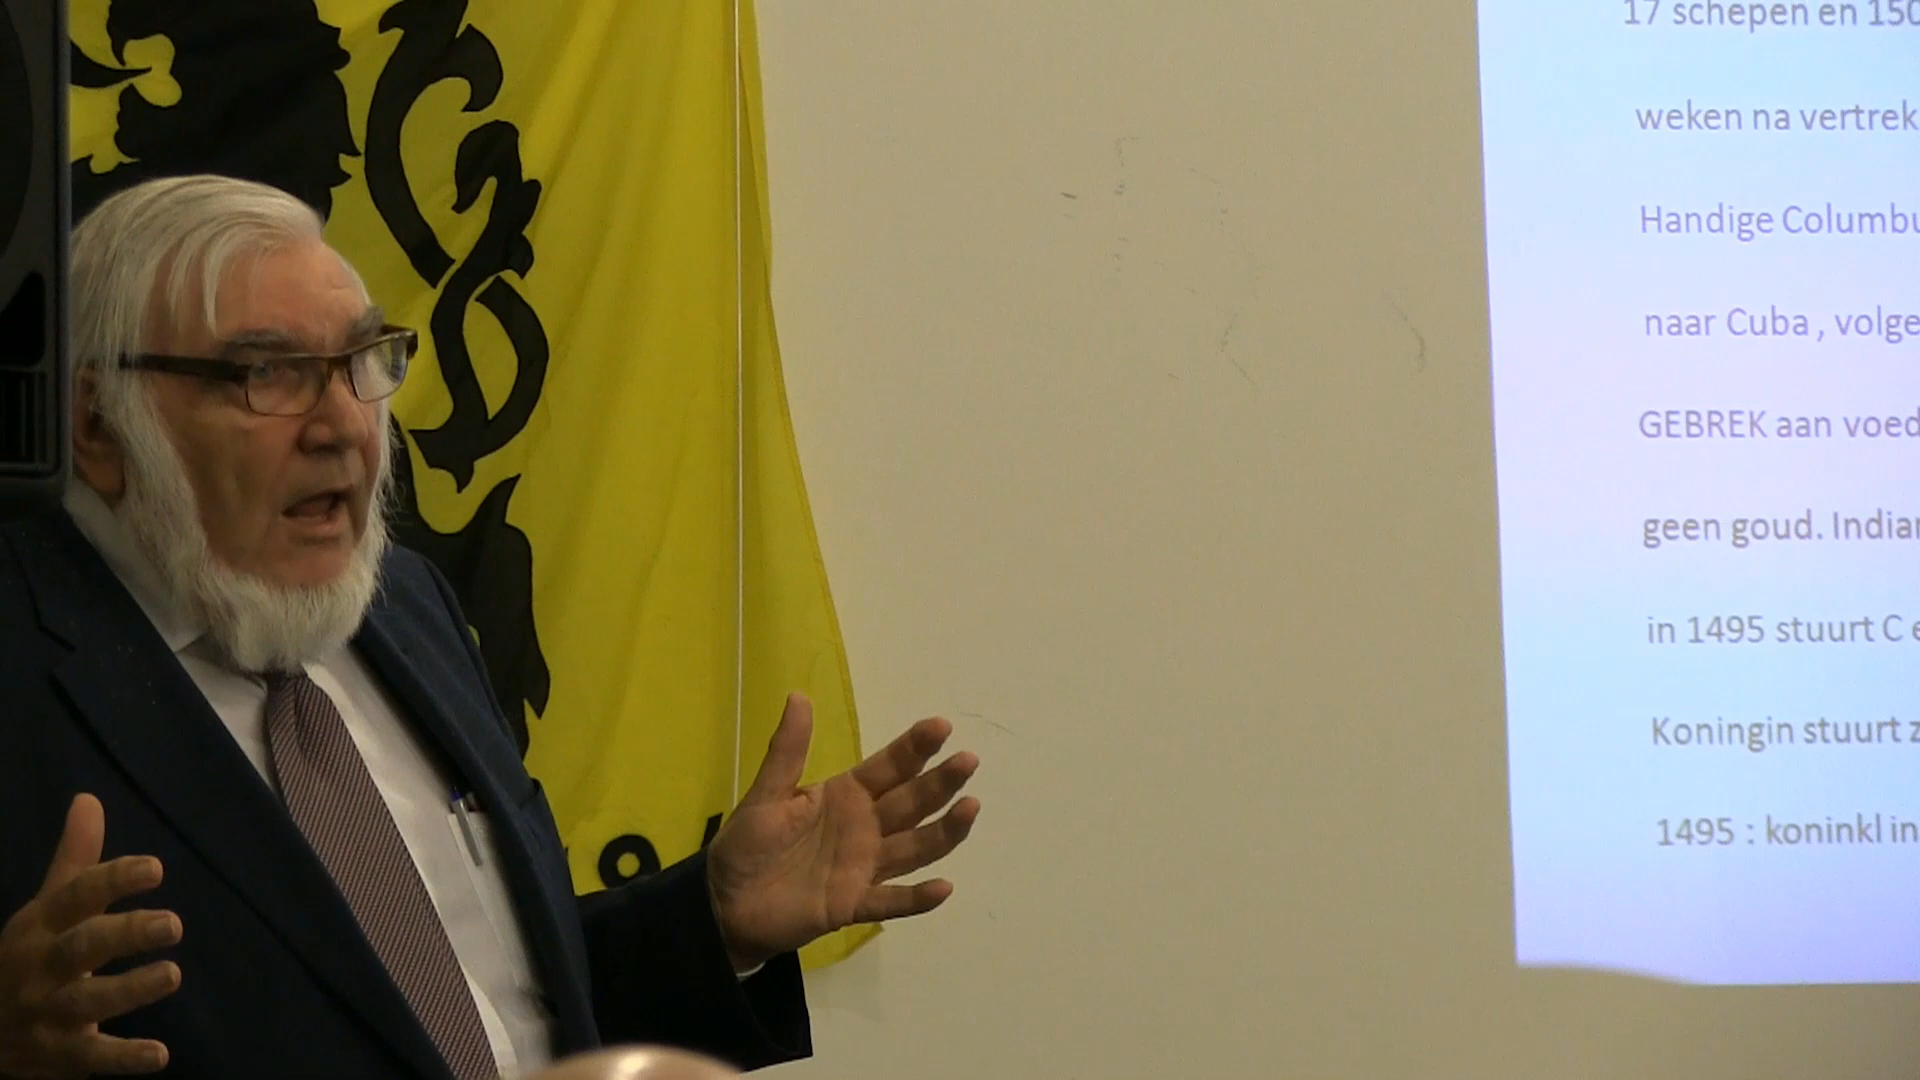 17 schepen en 150
weken na vertrek
Handige Columbu
naar Cuba , volge
GEBREK aan voed
geen goud. Indian
in 1495 stuurt C e
Koningin stuurt z
1495 : koninkl in